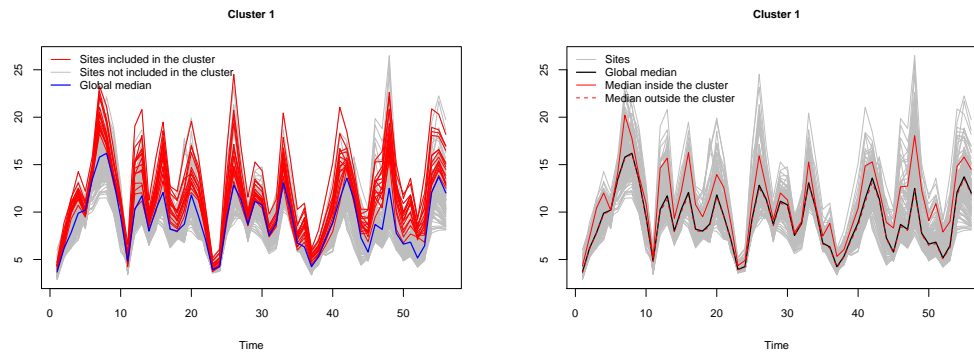 Cluster 1
Sites included in the cluster
Sites not included in the cluster
Global median
25
20
15
10
5
0 10 20 30 40 50
Time
Cluster 1
Sites
Global median
Median inside the cluster
Median outside the cluster
25
20
15
10
5
0 10 20 30 40 50
Time